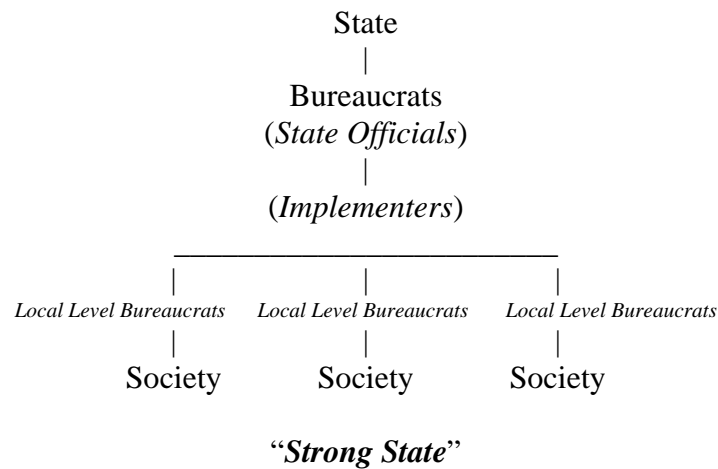 State
|
Bureaucrats
(State Officials)
|
(Implementers)
________________________
| | |
Local Level Bureaucrats Local Level Bureaucrats Local Level Bureaucrats
| | |
Society Society Society
“Strong State”